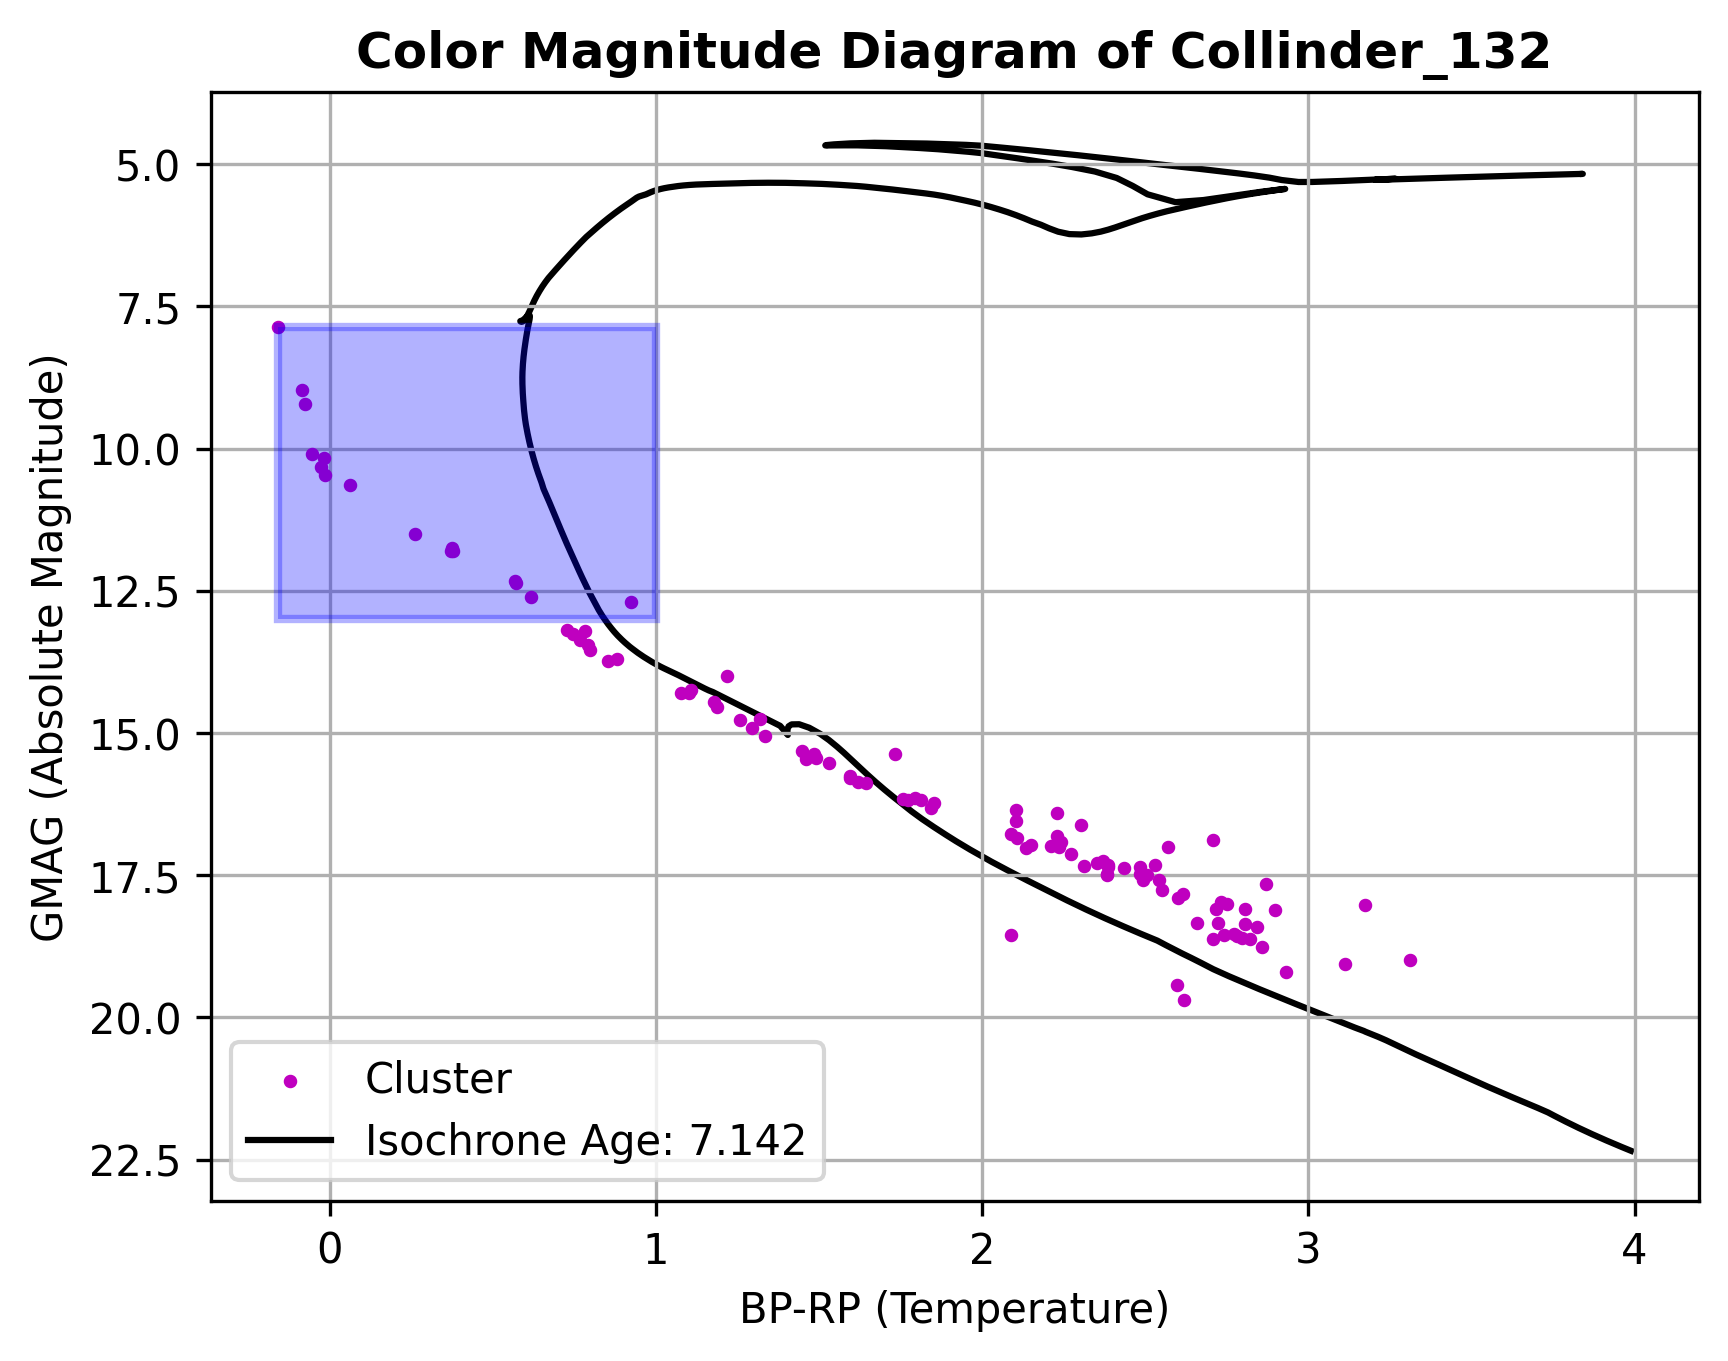 Color Magnitude Diagram of Collinder_132
GMAG (Absolute Magnitude)
5.0
7.5
10.0
12.5
15.0
17.5
20.0
22.5
Cluster
Isochrone Age: 7.142
0 1 2 3 4
BP-RP (Temperature)